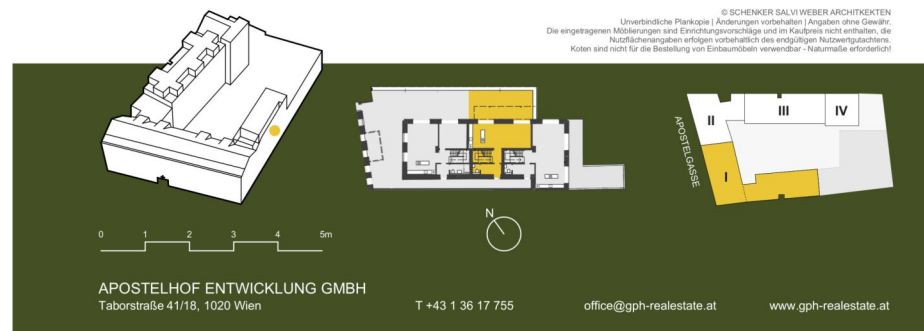 © SCHENKER SALVI WEBER ARCHITKEKTEN
Unverbindliche Plankopie | Änderungen vorbehalten | Angaben ohne Gewähr.
Die eingetragenen Möblierungen sind Einrichtungsvorschläge und im Kaufpreis nicht enthalten, die
Nutzflächenangaben erfolgen vorbehaltlich des endgültigen Nutzwertgutachtens.
Koten sind nicht für die Bestellung von Einbaumöbeln verwendbar - Naturmaße erforderlich!
II
III
IV
APOSTELGASSE
I
N
0 1 2 3 4 5m
APOSTELHOF ENTWICKLUNG GMBH
Taborstraße 41/18, 1020 Wien
T +43 1 36 17 755
office@gph-realestate.at
www.gph-realestate.at